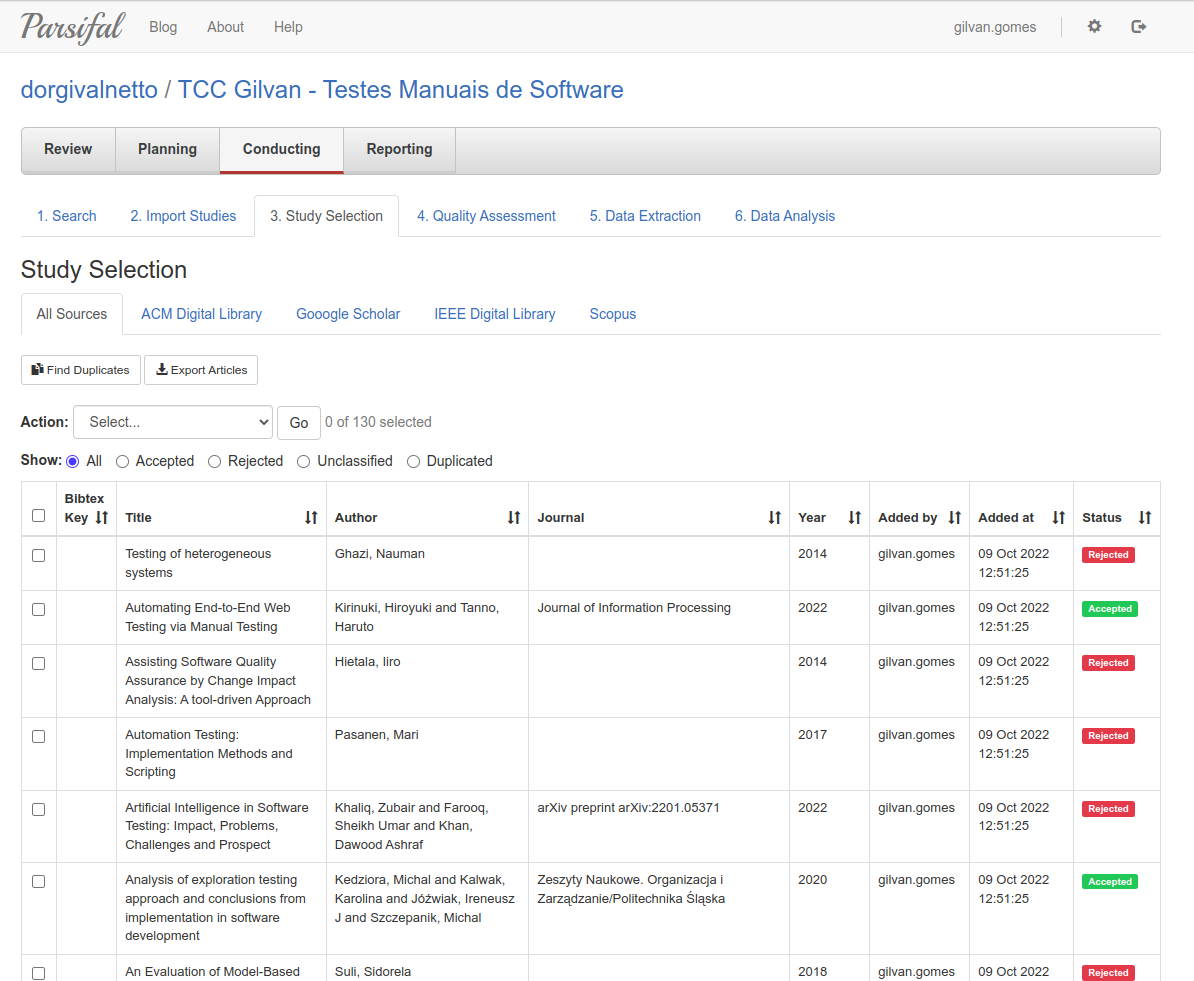 Parsifal Blog About Help gilvan.gomes
dorgivalnetto / TCC Gilvan - Testes Manuais de Software
Review Planning Conducting Reporting
1. Search 2. Import Studies 3. Study Selection 4. Quality Assessment 5. Data Extraction 6. Data Analysis
Study Selection
All Sources ACM Digital Library Gooogle Scholar IEEE Digital Library Scopus
Find Duplicates Export Articles
Action: Select... Go 0 of 130 selected
Show: All Accepted Rejected Unclassified Duplicated
Bibtex
Key Title Author Journal Year Added by Added at Status
Testing of heterogeneous Ghazi, Nauman 2014 gilvan.gomes 09 Oct 2022 Rejected
systems 12:51:25
Automating End-to-End Web Kirinuki, Hiroyuki and Tanno, Journal of Information Processing 2022 gilvan.gomes 09 Oct 2022 Accepted
Testing via Manual Testing Haruto 12:51:25
Assisting Software Quality Hietala, Iiro 2014 gilvan.gomes 09 Oct 2022 Rejected
Assurance by Change Impact 12:51:25
Analysis: A tool-driven Approach
Automation Testing: Pasanen, Mari 2017 gilvan.gomes 09 Oct 2022 Rejected
Implementation Methods and 12:51:25
Scripting
Artificial Intelligence in Software Khaliq, Zubair and Farooq, arXiv preprint arXiv:2201.05371 2022 gilvan.gomes 09 Oct 2022 Rejected
Testing: Impact, Problems, Sheikh Umar and Khan, 12:51:25
Challenges and Prospect Dawood Ashraf
Analysis of exploration testing Kedziora, Michal and Kalwak, Zeszyty Naukowe. Organizacja i 2020 gilvan.gomes 09 Oct 2022 Accepted
approach and conclusions from Karolina and Jóźwiak, Ireneusz Zarządzanie/Politechnika Śląska 12:51:25
implementation in software J and Szczepanik, Michal
development
An Evaluation of Model-Based Suli, Sidorela 2018 gilvan.gomes 09 Oct 2022 Rejected